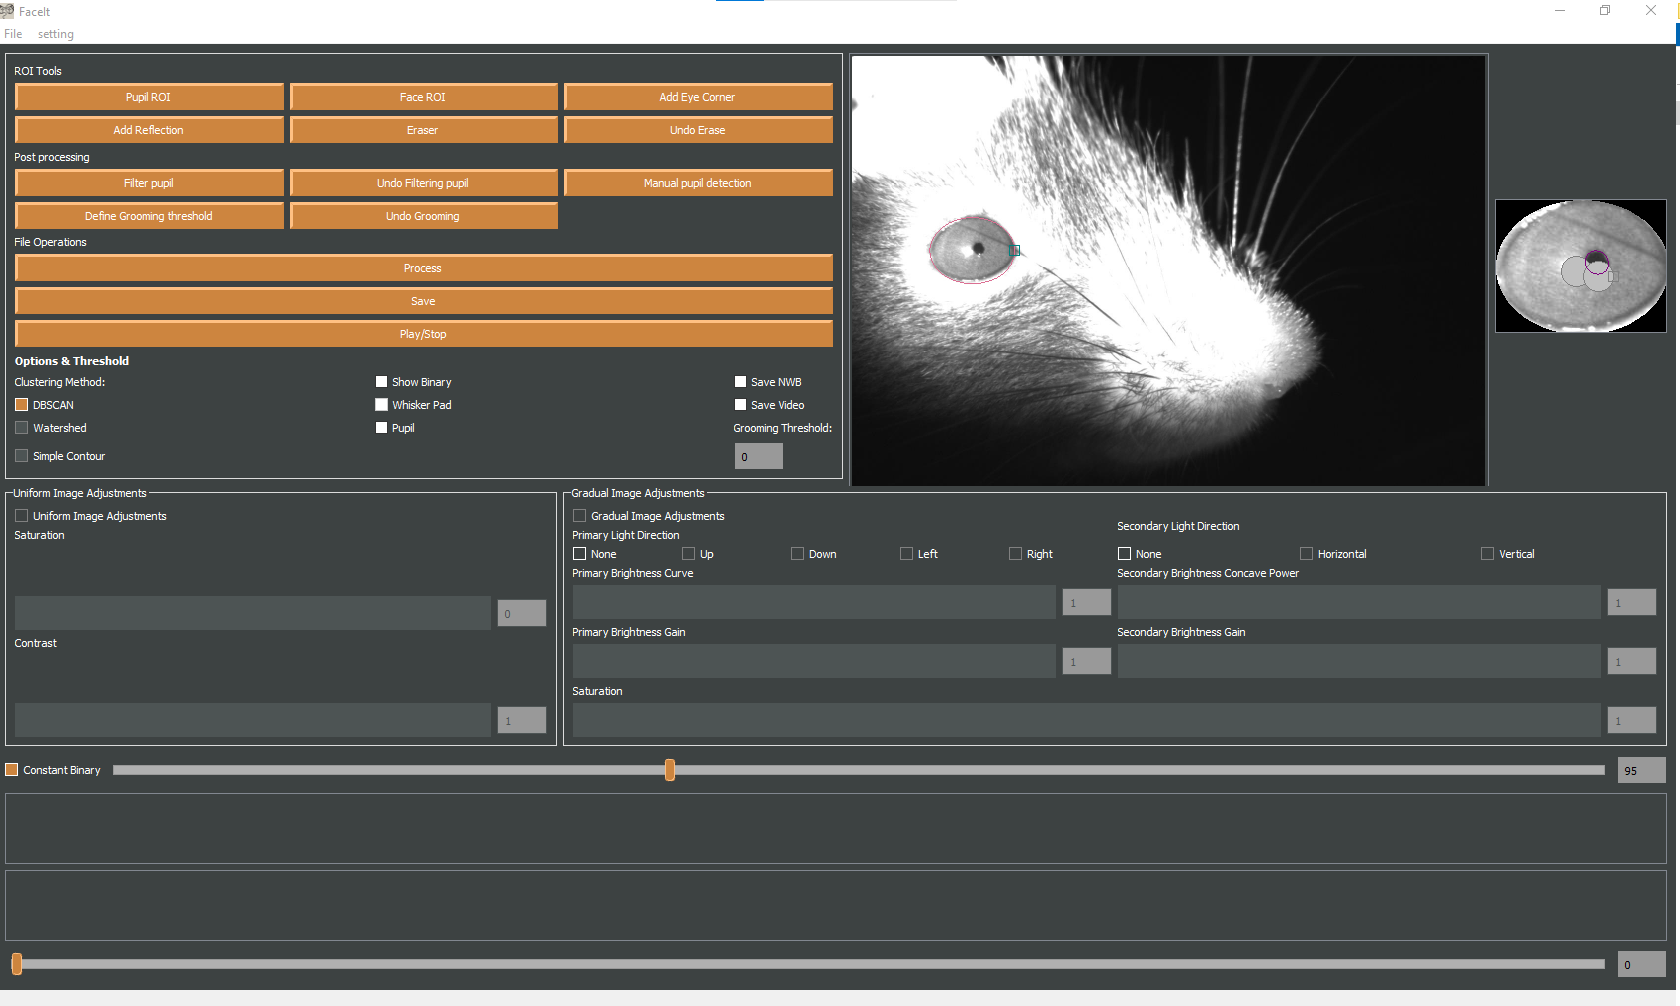 FaceIt
File setting
ROI Tools
Pupil ROI Face ROI Add Eye Corner
Add Reflection Eraser Undo Erase
Post processing
Filter pupil Undo Filtering pupil Manual pupil detection
Define Grooming threshold Undo Grooming
File Operations
Process
Save
Play/Stop
Options & Threshold
Clustering Method: Show Binary Save NWB
DBSCAN Whisker Pad Save Video
Watershed Pupil Grooming Threshold:
Simple Contour 0
Uniform Image Adjustments
Uniform Image Adjustments
Saturation
0
Contrast
1
Gradual Image Adjustments
Gradual Image Adjustments
Primary Light Direction Secondary Light Direction
None Up Down Left Right None Horizontal Vertical
Primary Brightness Curve Secondary Brightness Concave Power
1 1
Primary Brightness Gain Secondary Brightness Gain
1 1
Saturation
1
Constant Binary 95
0